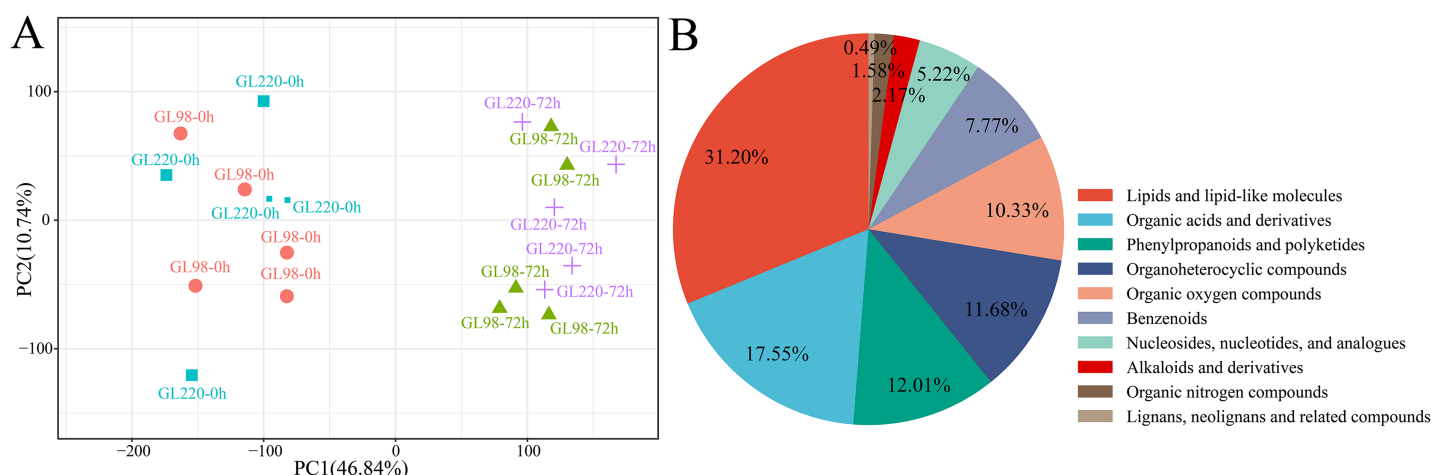 A
PC2(10.74%)
100
0
−100
−200
−100
0
100
PC1(46.84%)
GL220-0h
GL98-0h
GL220-0h
GL98-0h
GL220-0h
GL220-0h
GL98-0h
GL98-0h
GL98-0h
GL220-0h
GL220-72h
GL98-72h
GL220-72h
GL98-72h
GL220-72h
GL220-72h
GL98-72h
GL220-72h
GL98-72h
GL98-72h
B
0.49%
1.58%
2.17%
5.22%
7.77%
10.33%
11.68%
12.01%
17.55%
31.20%
Lipids and lipid-like molecules
Organic acids and derivatives
Phenylpropanoids and polyketides
Organoheterocyclic compounds
Organic oxygen compounds
Benzenoids
Nucleosides, nucleotides, and analogues
Alkaloids and derivatives
Organic nitrogen compounds
Lignans, neolignans and related compounds